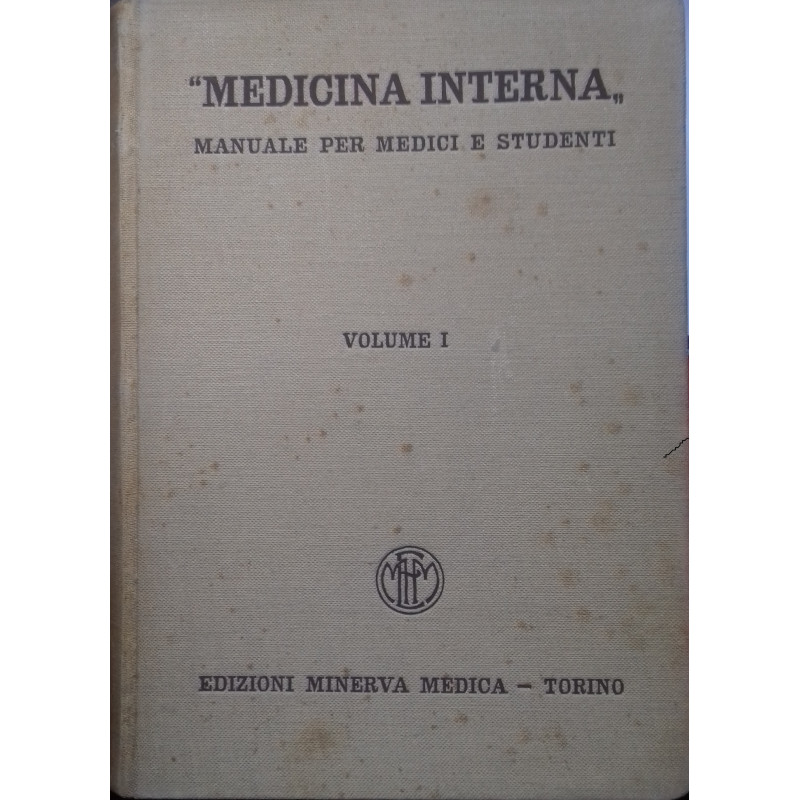 “MEDICINA INTERNA„
MANUALE PER MEDICI E STUDENTI
VOLUME I
EDIZIONI MINERVA MEDICA – TORINO